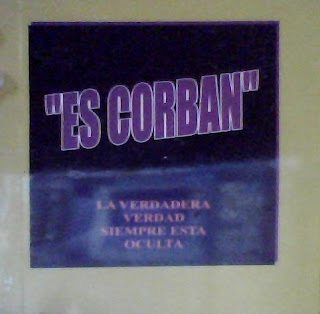 "ES CORBAN"
LA VERDADERA
VERDAD
SIEMPRE ESTA
OCULTA